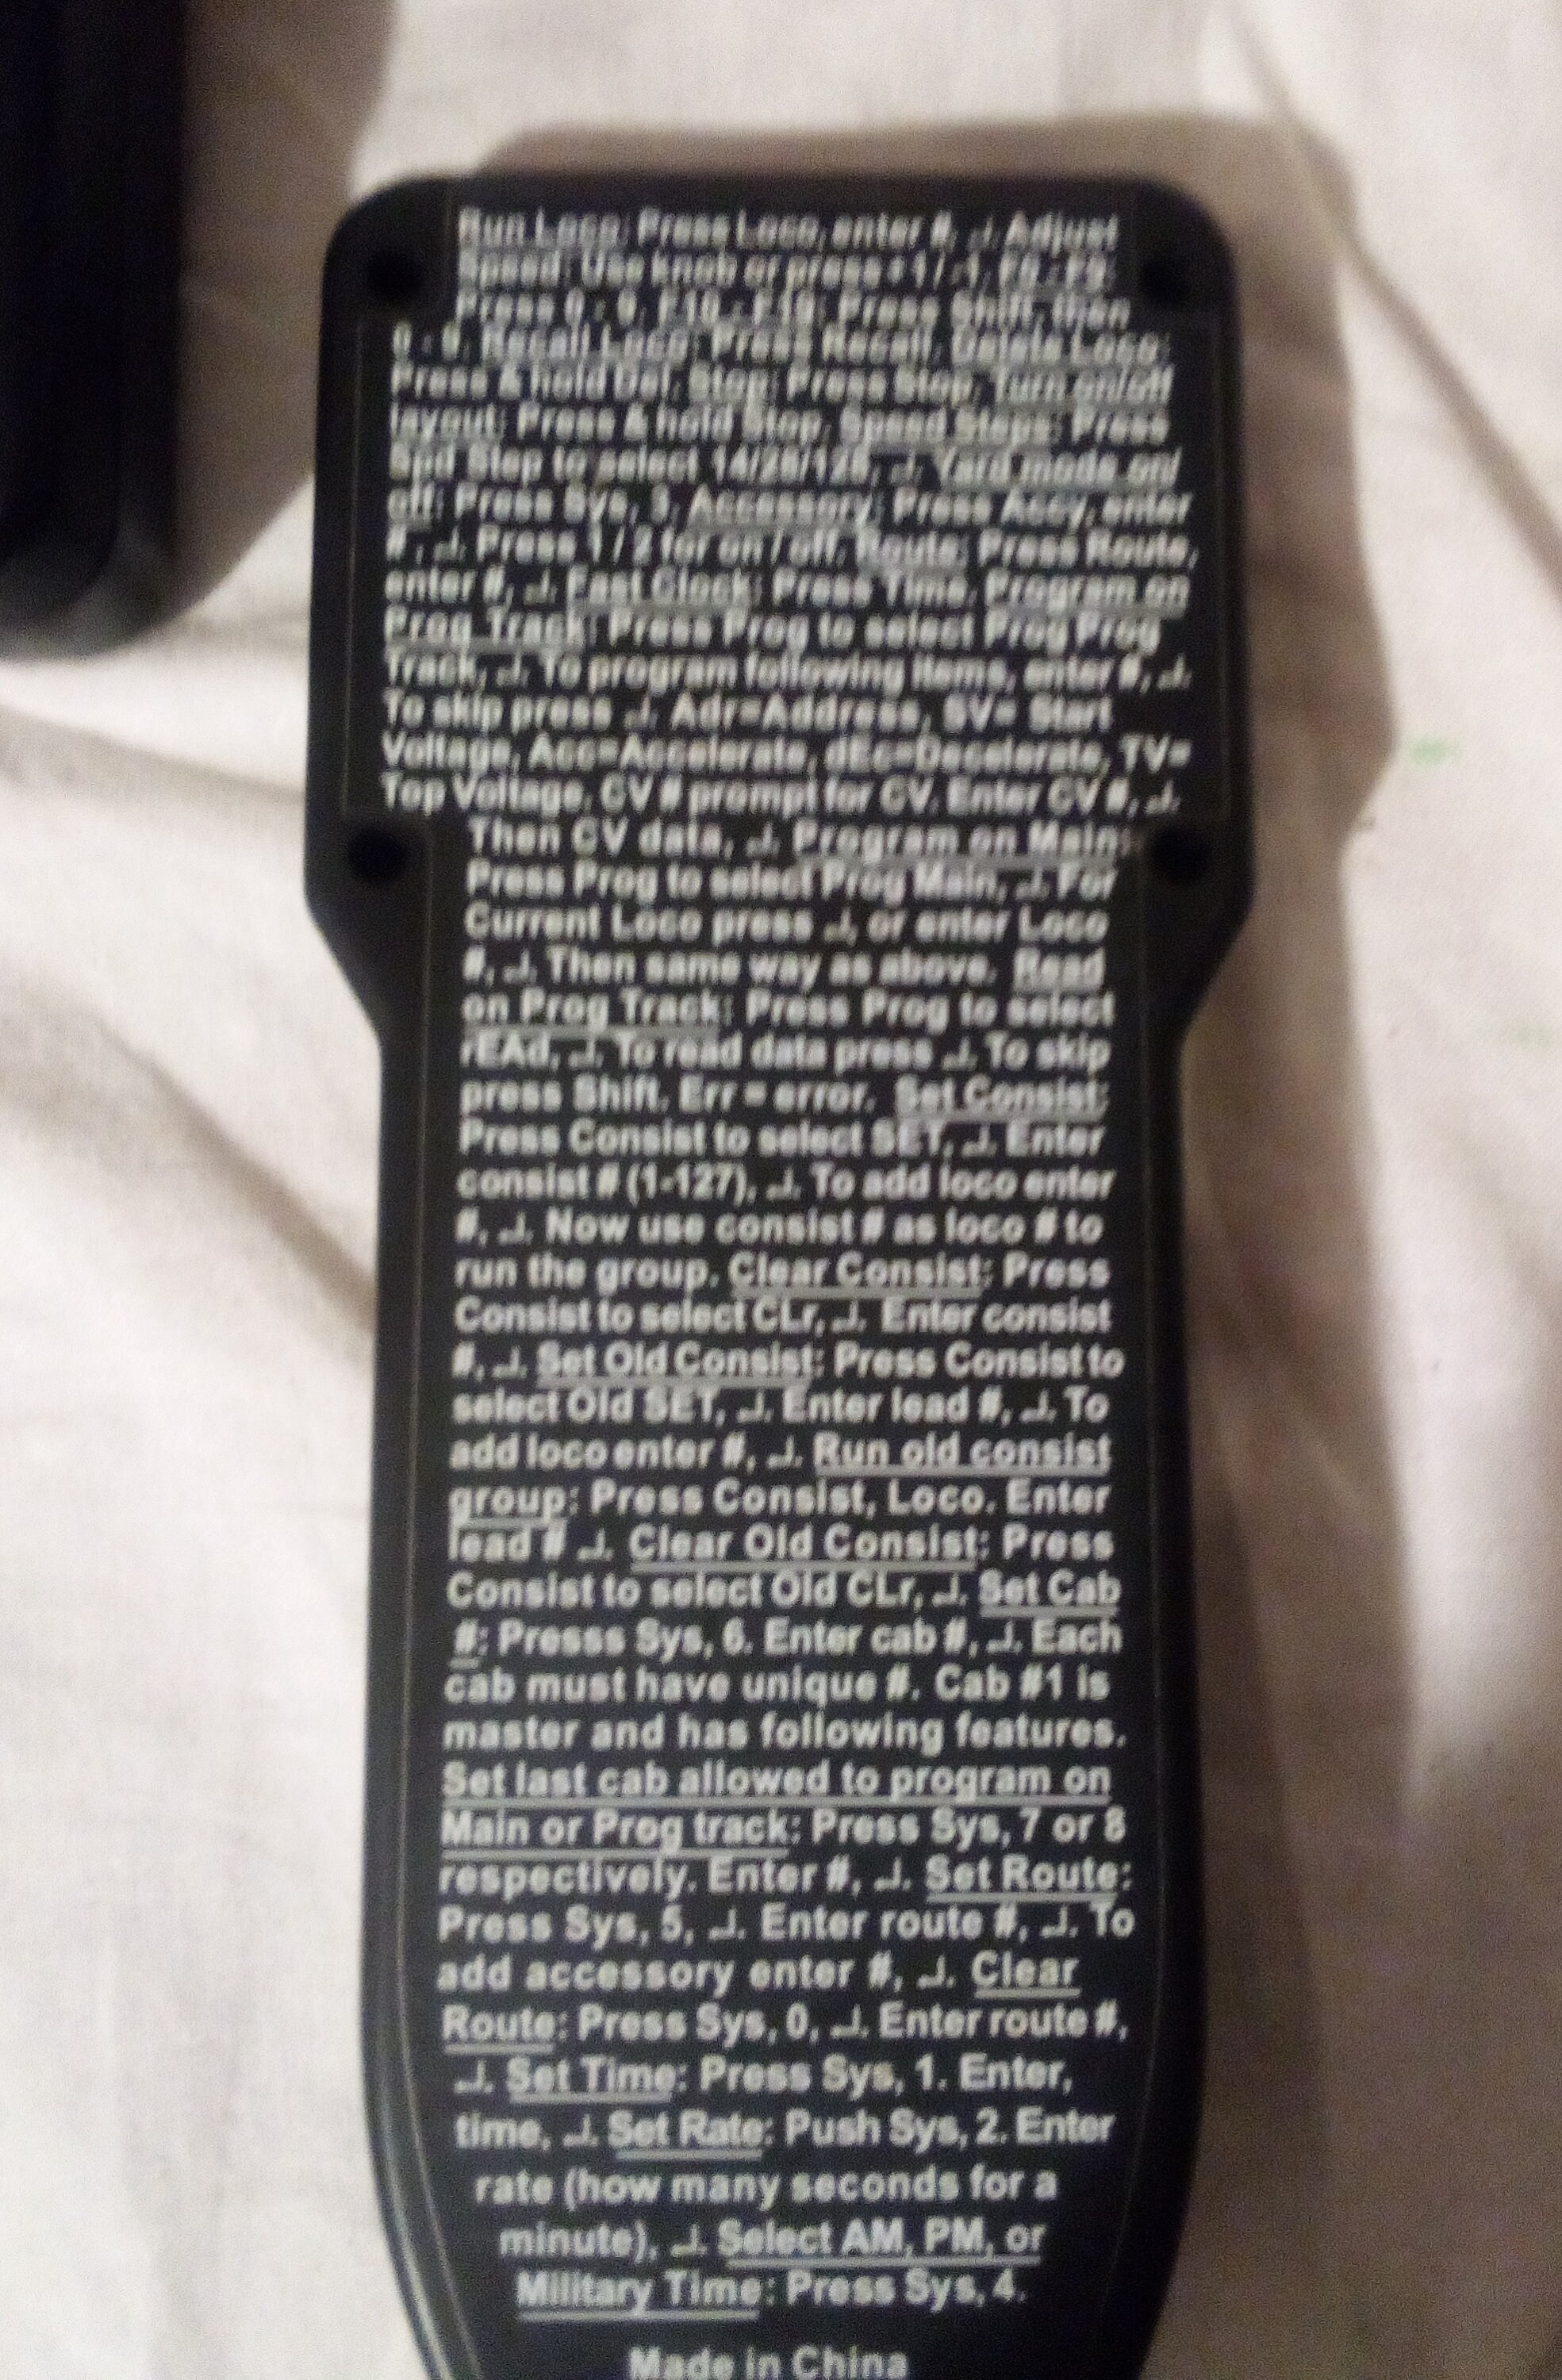 Run Loco: Press Loco, enter #, ↵. Adjust
Speed: Use knob or press +1 / -1. F0 - F9:
Press 0 - 9. F10 - F19: Press Shift, then
0 - 9. Recall Loco: Press Recall. Delete Loco:
Press & hold Del. Stop: Press Stop. Turn on/off
layout: Press & hold Stop. Speed Steps: Press
Spd Step to select 14/28/128, ↵. Yard mode on/
off: Press Sys, 3. Accessory: Press Accy, enter
#, ↵. Press 1 / 2 for on / off. Route: Press Route,
enter #, ↵. Fast Clock: Press Time. Program on
Prog Track: Press Prog to select Prog Prog
Track, ↵. To program following items, enter #, ↵.
To skip press ↵. Adr=Address, SV= Start
Voltage, Acc=Accelerate, dEc=Decelerate, TV=
Top Voltage. CV # prompt for CV. Enter CV #, ↵.
Then CV data, ↵. Program on Main:
Press Prog to select Prog Main, ↵. For
Current Loco press ↵, or enter Loco
#, ↵. Then same way as above. Read
on Prog Track: Press Prog to select
rEAd, ↵. To read data press ↵. To skip
press Shift. Err = error. Set Consist:
Press Consist to select SET, ↵. Enter
consist # (1-127), ↵. To add loco enter
#, ↵. Now use consist # as loco # to
run the group. Clear Consist: Press
Consist to select CLr, ↵. Enter consist
#, ↵. Set Old Consist: Press Consist to
select Old SET, ↵. Enter lead #, ↵. To
add loco enter #, ↵. Run old consist
group: Press Consist, Loco. Enter
lead # ↵. Clear Old Consist: Press
Consist to select Old CLr, ↵. Set Cab
#: Presss Sys, 6. Enter cab #, ↵. Each
cab must have unique #. Cab #1 is
master and has following features.
Set last cab allowed to program on
Main or Prog track: Press Sys, 7 or 8
respectively. Enter #, ↵. Set Route:
Press Sys, 5, ↵. Enter route #, ↵. To
add accessory enter #, ↵. Clear
Route: Press Sys, 0, ↵. Enter route #,
↵. Set Time: Press Sys, 1. Enter,
time, ↵. Set Rate: Push Sys, 2. Enter
rate (how many seconds for a
minute), ↵. Select AM, PM, or
Military Time: Press Sys, 4.
Made in China